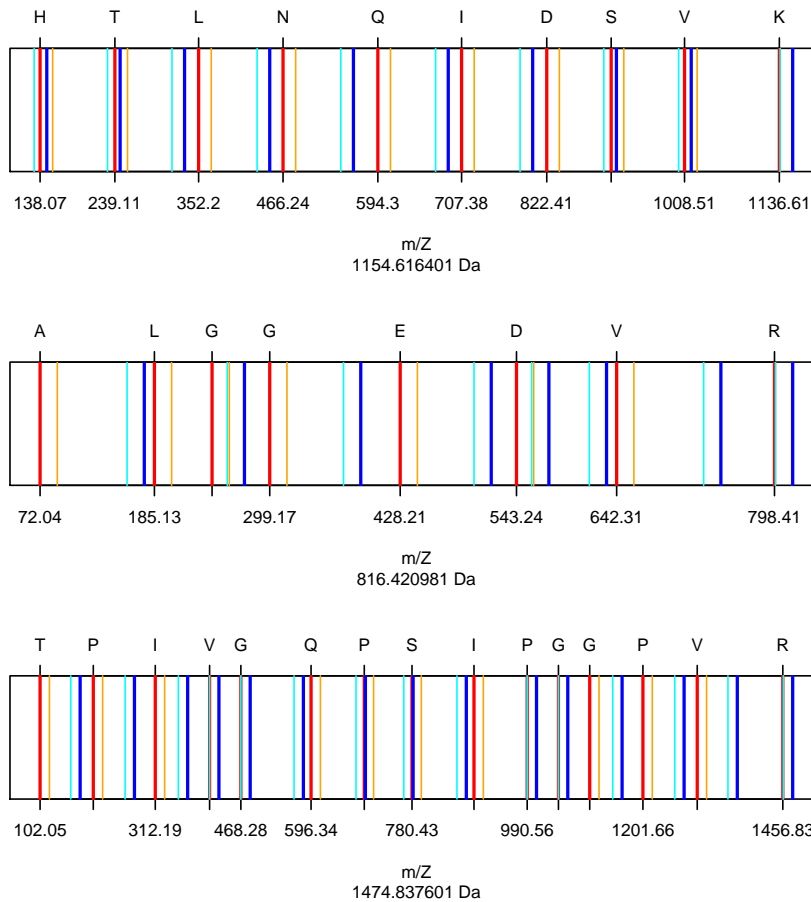 H T L N Q I D S V K
138.07 239.11 352.2 466.24 594.3 707.38 822.41 1008.51 1136.61
m/Z
1154.616401 Da
A L G G E D V R
72.04 185.13 299.17 428.21 543.24 642.31 798.41
m/Z
816.420981 Da
T P I V G Q P S I P G G P V R
102.05 312.19 468.28 596.34 780.43 990.56 1201.66 1456.83
m/Z
1474.837601 Da